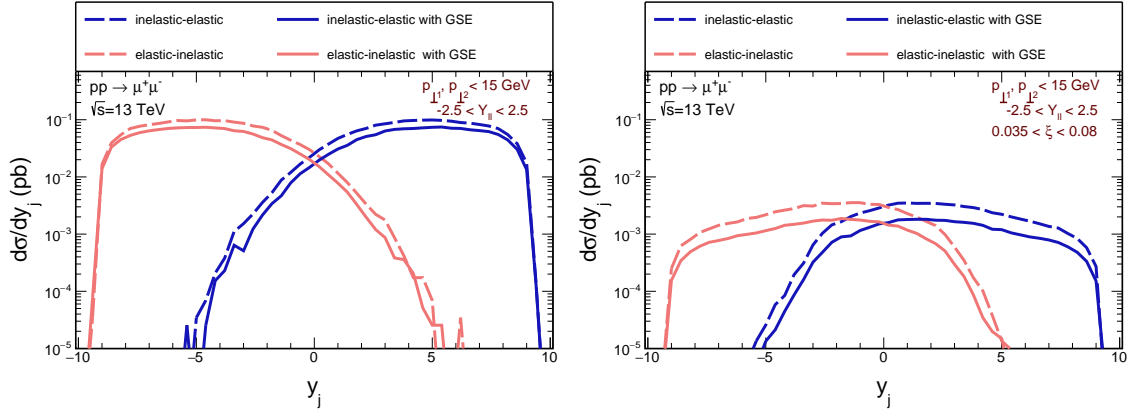 inelastic-elastic inelastic-elastic with GSE
elastic-inelastic elastic-inelastic with GSE
pp → μ⁺μ⁻
√s=13 TeV
p⊥1, p⊥2 < 15 GeV
-2.5 < Yll < 2.5
dσ/dyj (pb)
10⁻¹
10⁻²
10⁻³
10⁻⁴
10⁻⁵
−10 −5 0 5 10
yj
inelastic-elastic inelastic-elastic with GSE
elastic-inelastic elastic-inelastic with GSE
pp → μ⁺μ⁻
√s=13 TeV
p⊥1, p⊥2 < 15 GeV
-2.5 < Yll < 2.5
0.035 < ξ < 0.08
dσ/dyj (pb)
10⁻¹
10⁻²
10⁻³
10⁻⁴
10⁻⁵
−10 −5 0 5 10
yj